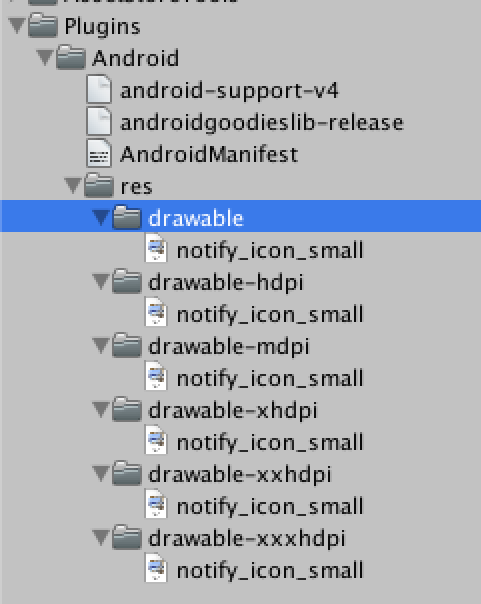 Plugins
Android
android-support-v4
androidgoodieslib-release
AndroidManifest
res
drawable
notify_icon_small
drawable-hdpi
notify_icon_small
drawable-mdpi
notify_icon_small
drawable-xhdpi
notify_icon_small
drawable-xxhdpi
notify_icon_small
drawable-xxxhdpi
notify_icon_small